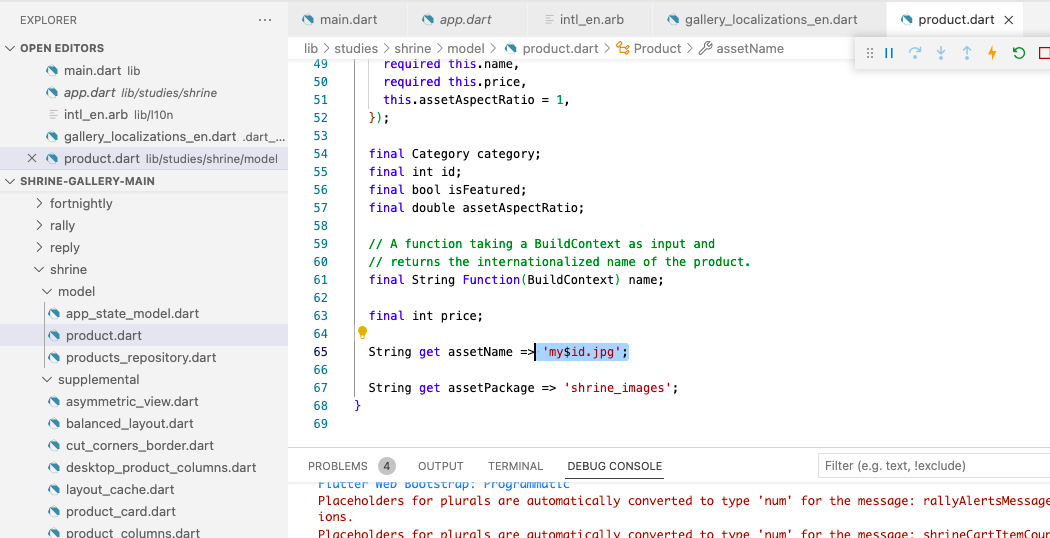 EXPLORER
OPEN EDITORS
main.dart lib
app.dart lib/studies/shrine
intl_en.arb lib/l10n
gallery_localizations_en.dart .dart_...
product.dart lib/studies/shrine/model
SHRINE-GALLERY-MAIN
fortnightly
rally
reply
shrine
model
app_state_model.dart
product.dart
products_repository.dart
supplemental
asymmetric_view.dart
balanced_layout.dart
cut_corners_border.dart
desktop_product_columns.dart
layout_cache.dart
product_card.dart
product_columns.dart
main.dart app.dart intl_en.arb gallery_localizations_en.dart product.dart
lib > studies > shrine > model > product.dart > Product > assetName
49 required this.name,
50 required this.price,
51 this.assetAspectRatio = 1,
52 });
53
54 final Category category;
55 final int id;
56 final bool isFeatured;
57 final double assetAspectRatio;
58
59 // A function taking a BuildContext as input and
60 // returns the internationalized name of the product.
61 final String Function(BuildContext) name;
62
63 final int price;
64
65 String get assetName => 'my$id.jpg';
66
67 String get assetPackage => 'shrine_images';
68 }
69
PROBLEMS 4 OUTPUT TERMINAL DEBUG CONSOLE Filter (e.g. text, !exclude)
Flutter Web Bootstrap: Programmatic
Placeholders for plurals are automatically converted to type 'num' for the message: rallyAlertsMessage
ions.
Placeholders for plurals are automatically converted to type 'num' for the message: shrineCartItemCoun